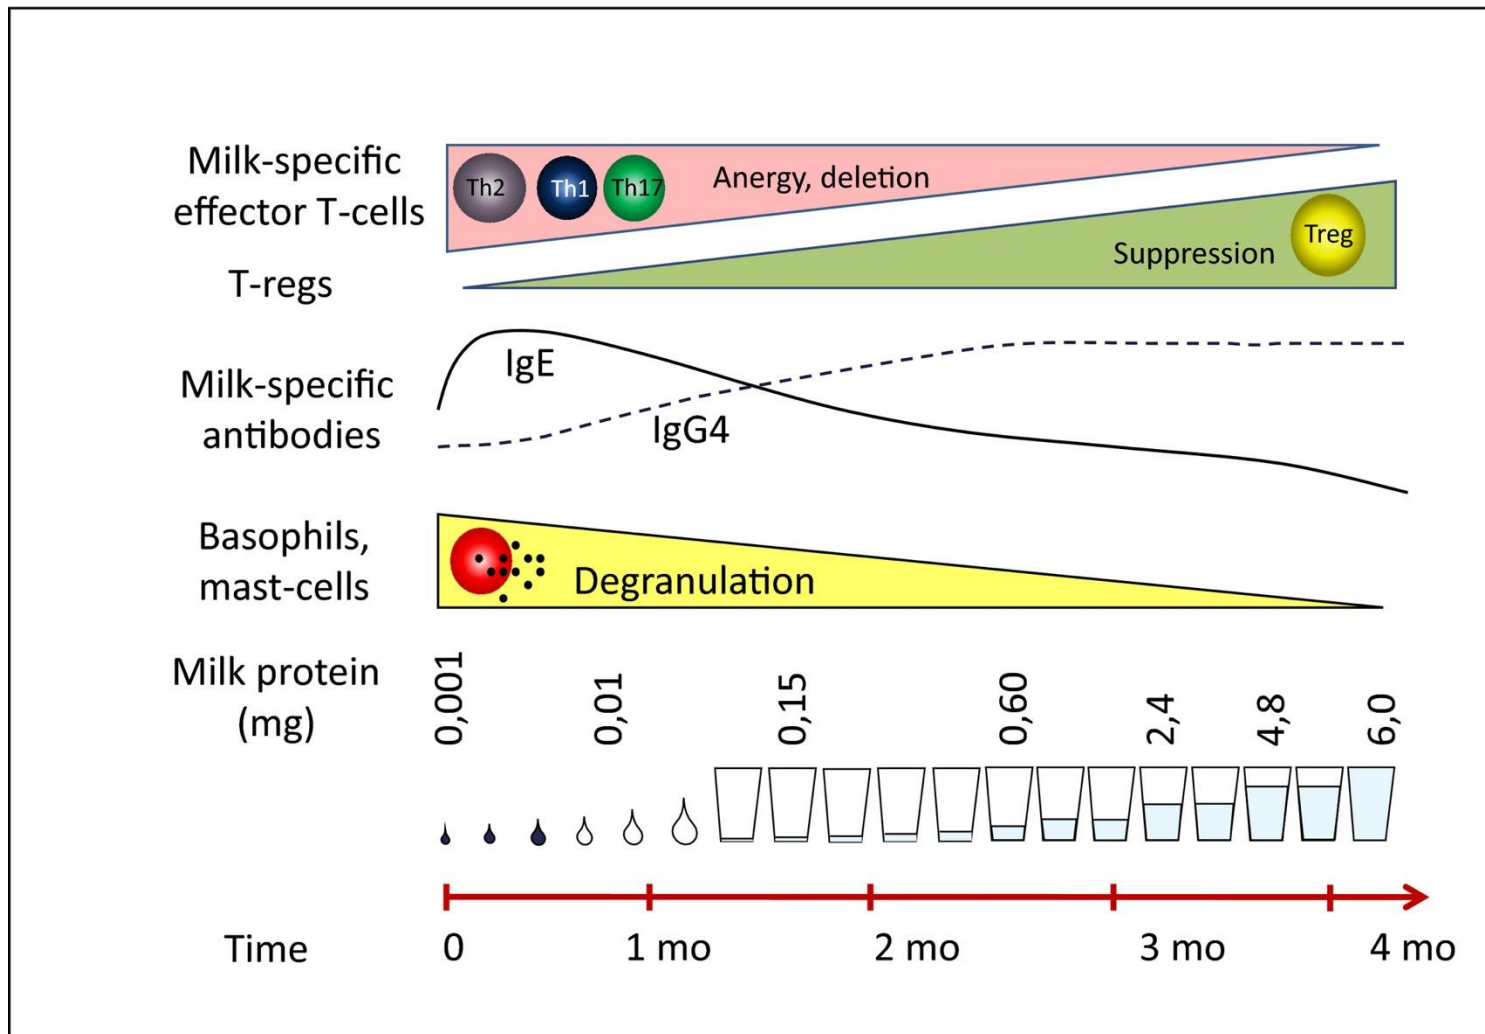 Milk-specific
effector T-cells
Th2
Th1
Th17
Anergy, deletion
T-regs
Suppression
Treg
Milk-specific
antibodies
IgE
IgG4
Basophils,
mast-cells
Degranulation
Milk protein
(mg)
0,001
0,01
0,15
0,60
2,4
4,8
6,0
Time
0
1 mo
2 mo
3 mo
4 mo